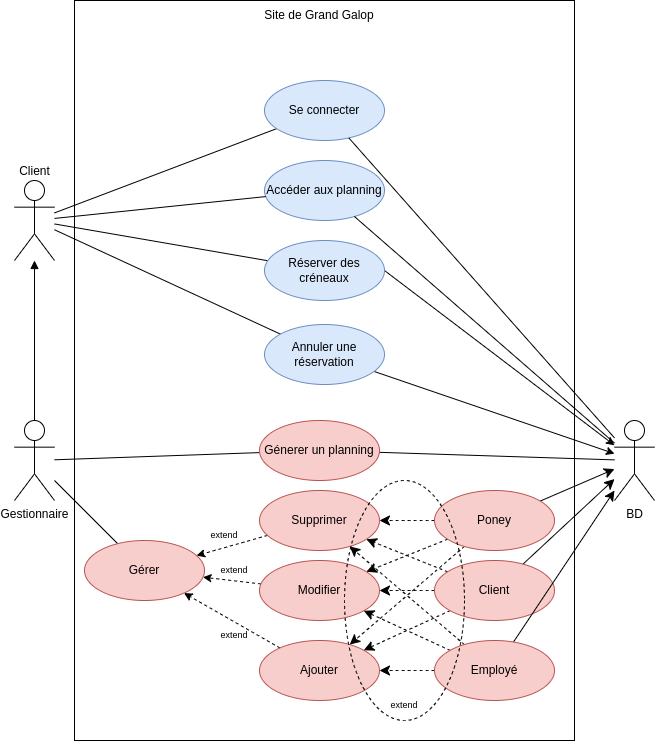 Site de Grand Galop
Se connecter
Client
Accéder aux planning
Réserver des
créneaux
Annuler une
réservation
Génerer un planning
Gestionnaire
BD
Supprimer
Poney
extend
Gérer
extend
Modifier
Client
extend
Ajouter
Employé
extend